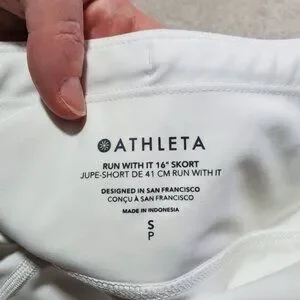 ATHLETA
RUN WITH IT 16" SKORT
JUPE-SHORT DE 41 CM RUN WITH IT
DESIGNED IN SAN FRANCISCO
CONÇU À SAN FRANCISCO
MADE IN INDONESIA
S
P